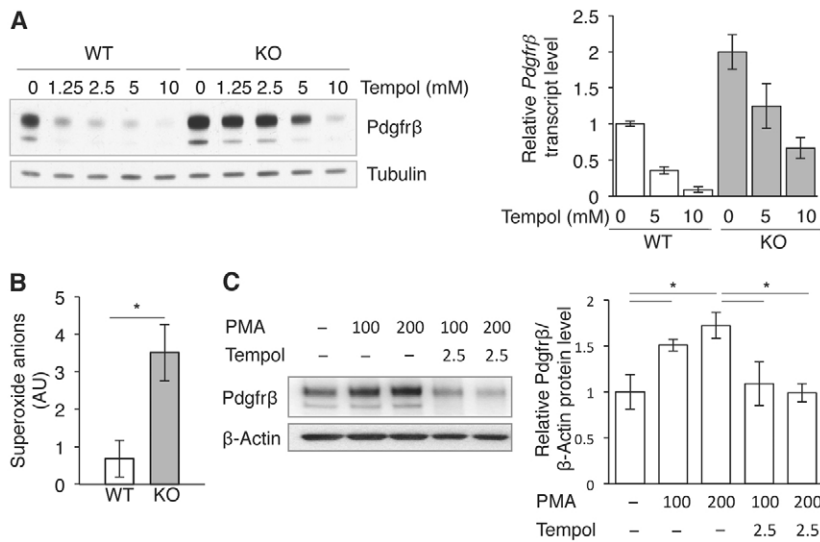 A
WT KO
0 1.25 2.5 5 10 0 1.25 2.5 5 10 Tempol (mM)
Pdgfrβ
Tubulin
Relative Pdgfrβ
transcript level
2.5
2
1.5
1
0.5
0
Tempol (mM) 0 5 10 0 5 10
WT KO
B
Superoxide anions
(AU)
5
4
3
2
1
0
*
WT KO
C
PMA – 100 200 100 200
Tempol – – – 2.5 2.5
Pdgfrβ
β-Actin
Relative Pdgfrβ/
β-Actin protein level
2
1.5
1
0.5
0
* *
PMA – 100 200 100 200
Tempol – – – 2.5 2.5